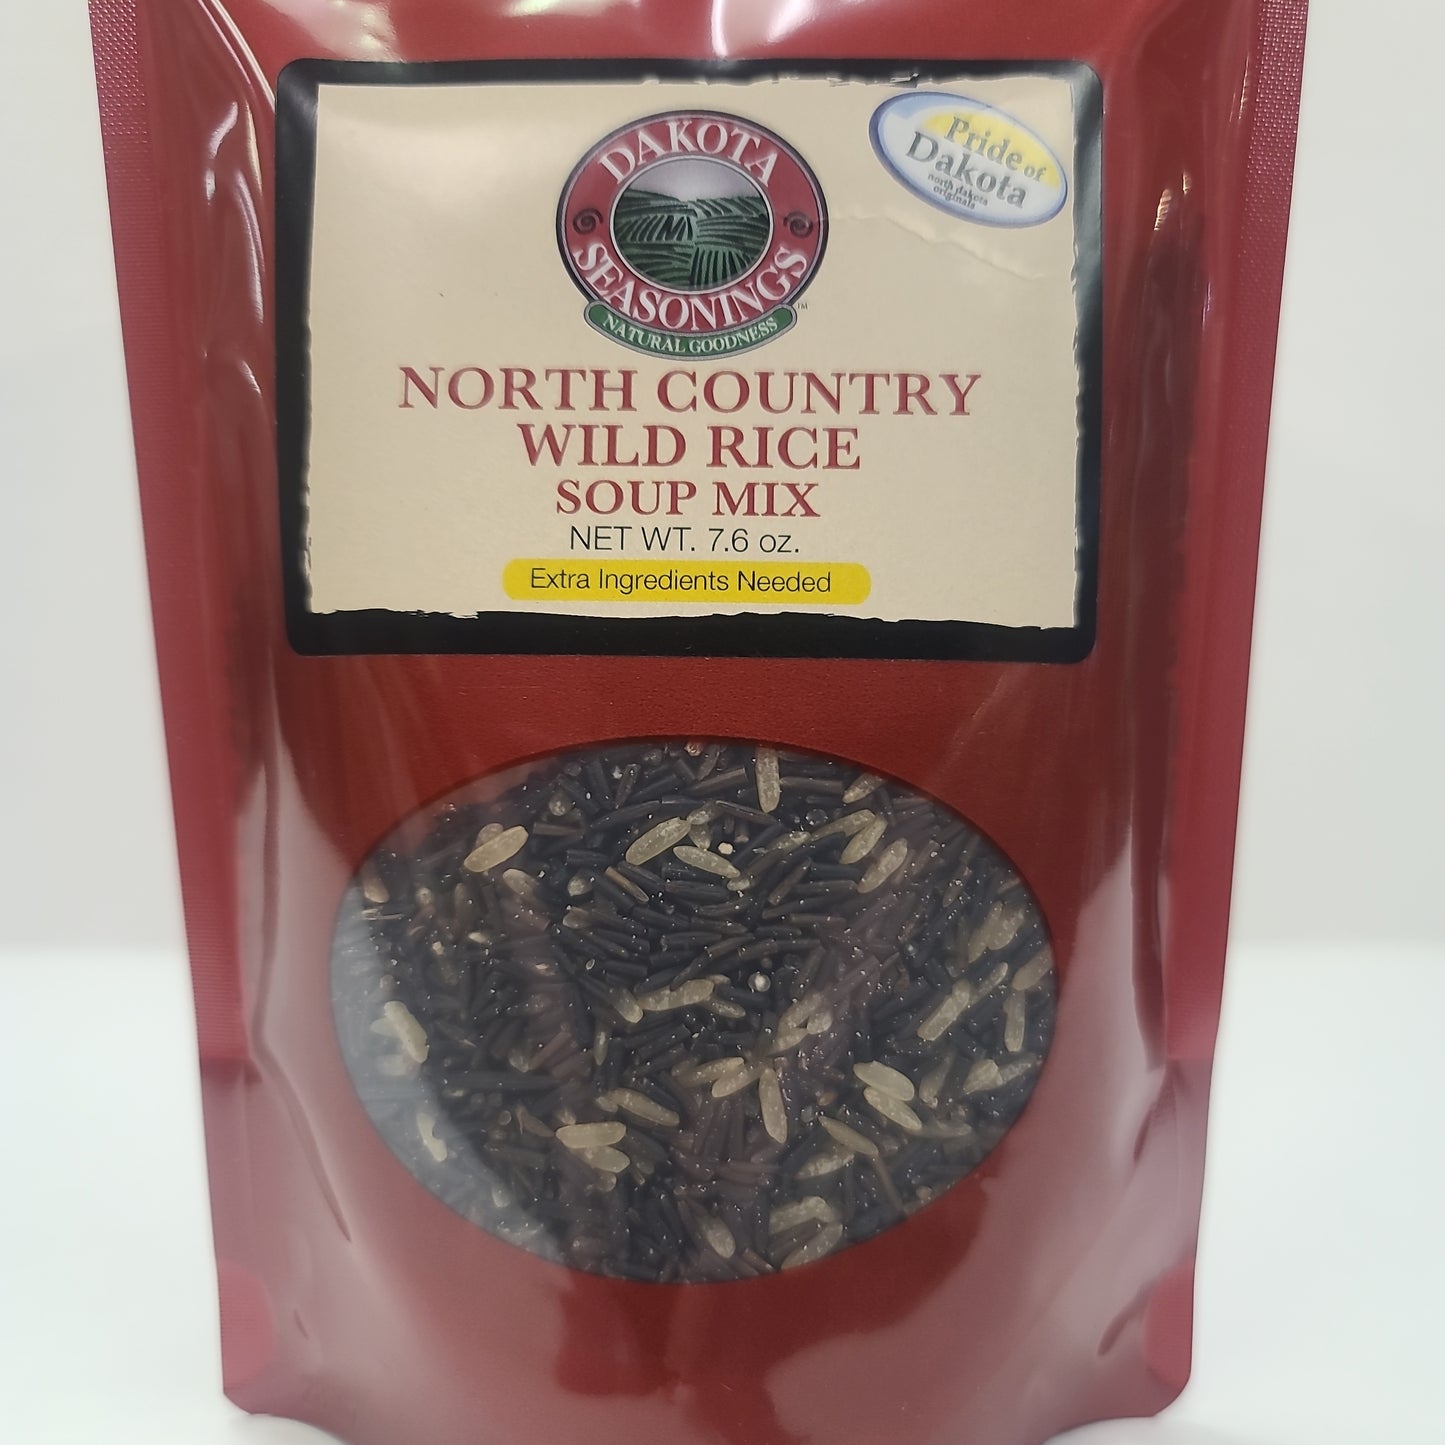 DAKOTA
SEASONINGS
TM
NATURAL GOODNESS
Pride of
Dakota
north dakota
originals
NORTH COUNTRY
WILD RICE
SOUP MIX
NET WT. 7.6 oz.
Extra Ingredients Needed